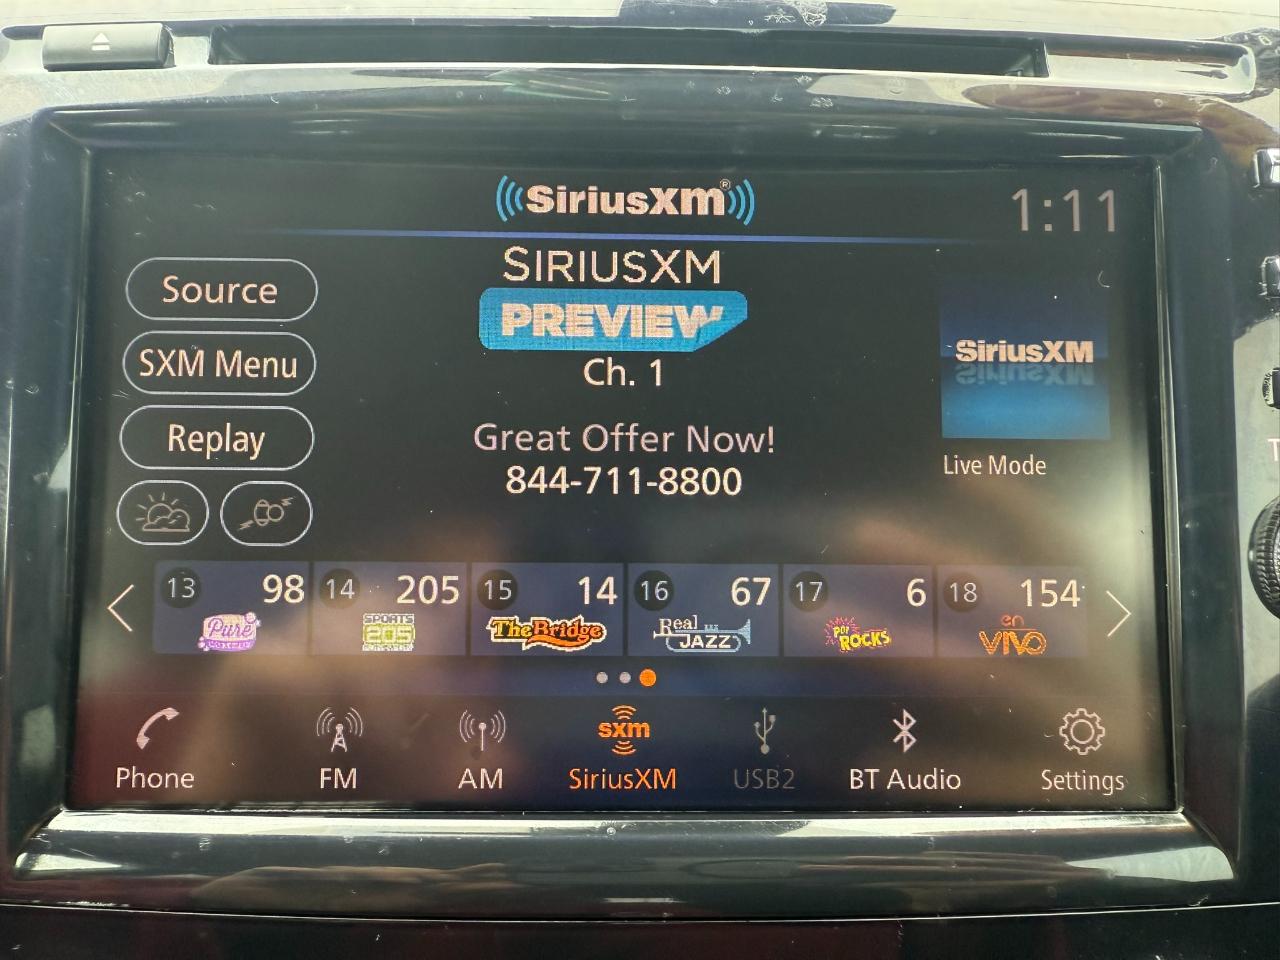 SiriusXM®
1:11
SIRIUSXM
PREVIEW
Ch. 1
Great Offer Now!
844-711-8800
Source
SXM Menu
Replay
SiriusXM
Live Mode
13 98
Pure
14 205
SPORTS
205
15 14
The Bridge
16 67
Real
JAZZ
17 6
POP
ROCKS
18 154
en
VIVO
Phone
FM
AM
sxm
SiriusXM
USB2
BT Audio
Settings
T